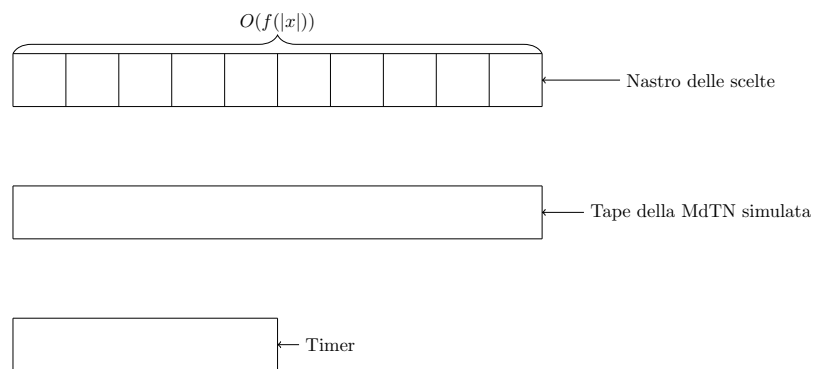 O(f(|x|))
Nastro delle scelte
Tape della MdTN simulata
Timer